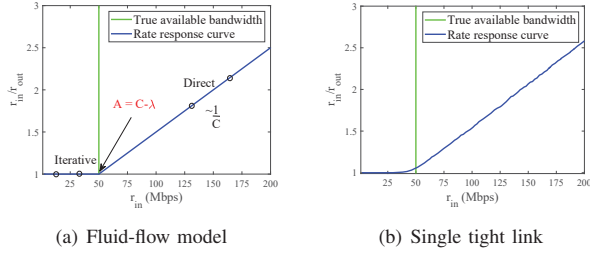 3
2.5
2
1.5
1
r_in/r_out
True available bandwidth
Rate response curve
Direct
~1/C
A = C-λ
Iterative
25 50 75 100 125 150 175 200
r_in (Mbps)
(a) Fluid-flow model
3
2.5
2
1.5
1
r_in/r_out
True available bandwidth
Rate response curve
25 50 75 100 125 150 175 200
r_in (Mbps)
(b) Single tight link